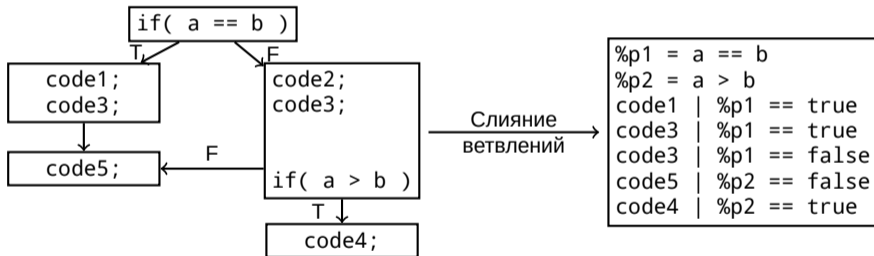 if( a == b )
T
F
code1;
code3;
code2;
code3;
if( a > b )
F
code5;
T
code4;
Слияние
ветвлений
%p1 = a == b
%p2 = a > b
code1 | %p1 == true
code3 | %p1 == true
code3 | %p1 == false
code5 | %p2 == false
code4 | %p2 == true